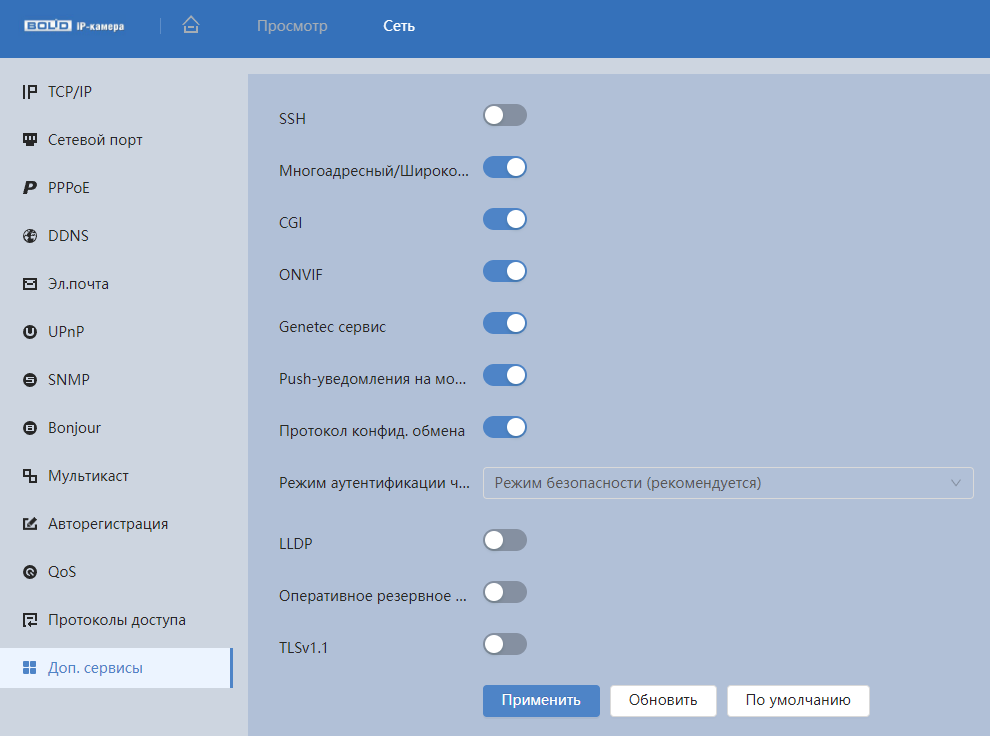 BOLID IP-камера
Просмотр
Сеть
TCP/IP
Сетевой порт
PPPoE
DDNS
Эл.почта
UPnP
SNMP
Bonjour
Мультикаст
Авторегистрация
QoS
Протоколы доступа
Доп. сервисы
SSH
Многоадресный/Широко...
CGI
ONVIF
Genetec сервис
Push-уведомления на мо...
Протокол конфид. обмена
Режим аутентификации ч... Режим безопасности (рекомендуется)
LLDP
Оперативное резервное ...
TLSv1.1
Применить Обновить По умолчанию